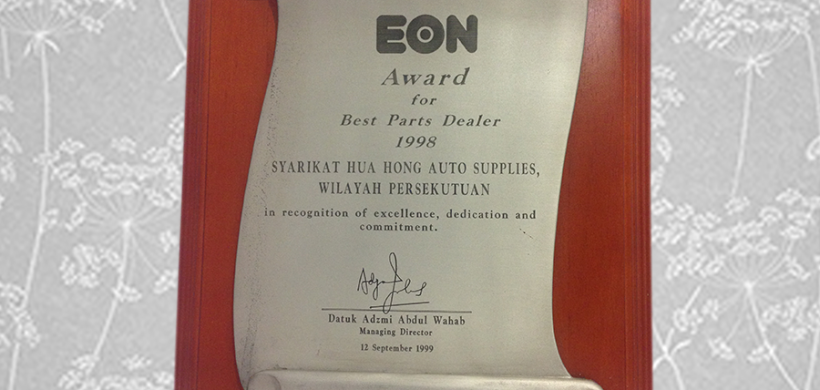 EON
Award
for
Best Parts Dealer
1998
SYARIKAT HUA HONG AUTO SUPPLIES,
WILAYAH PERSEKUTUAN
in recognition of excellence, dedication and
commitment.
Datuk Adzmi Abdul Wahab
Managing Director
12 September 1999